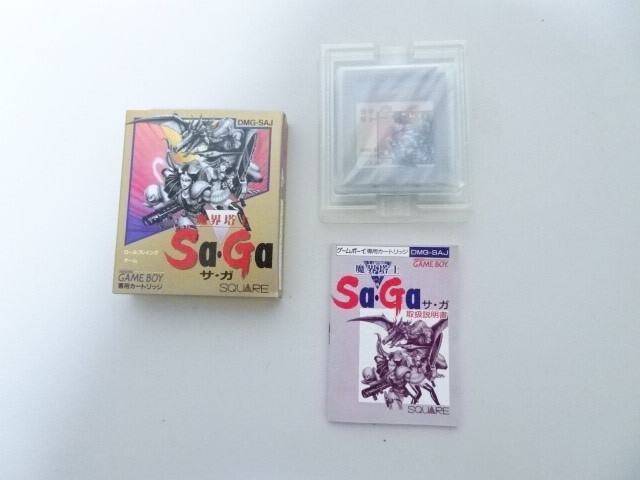 DMG-SAJ
魔界塔
Sa・Ga
サ・ガ
ロールプレイング
ゲーム
GAME BOY
専用カートリッジ
SQUARE
ゲームボーイ専用カートリッジ
DMG-SAJ
GAME BOY
魔界塔士
Sa・Ga
サ・ガ
取扱説明書
SQUARE